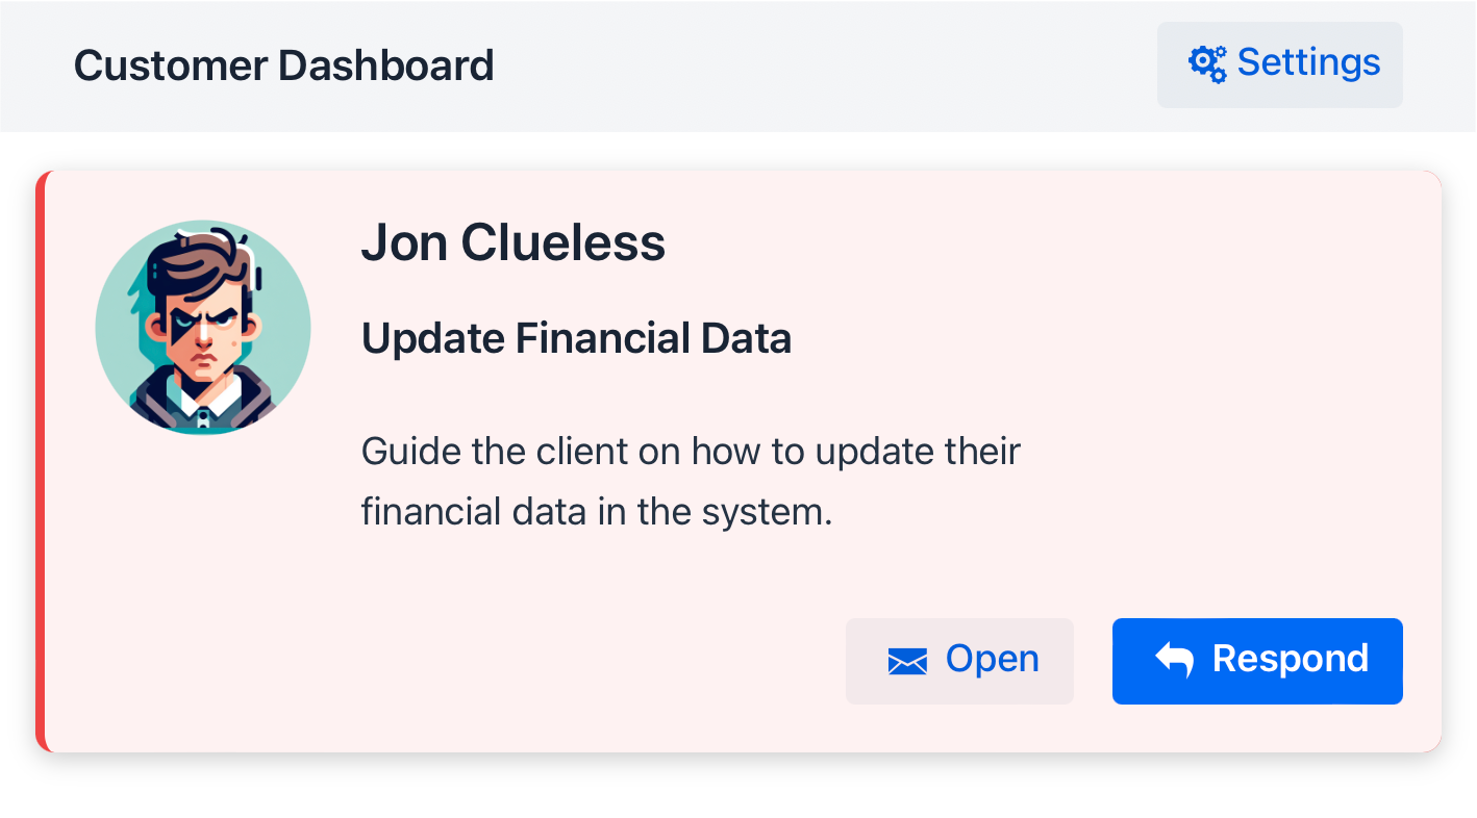 Customer Dashboard
Settings
Jon Clueless
Update Financial Data
Guide the client on how to update their
financial data in the system.
Open
Respond